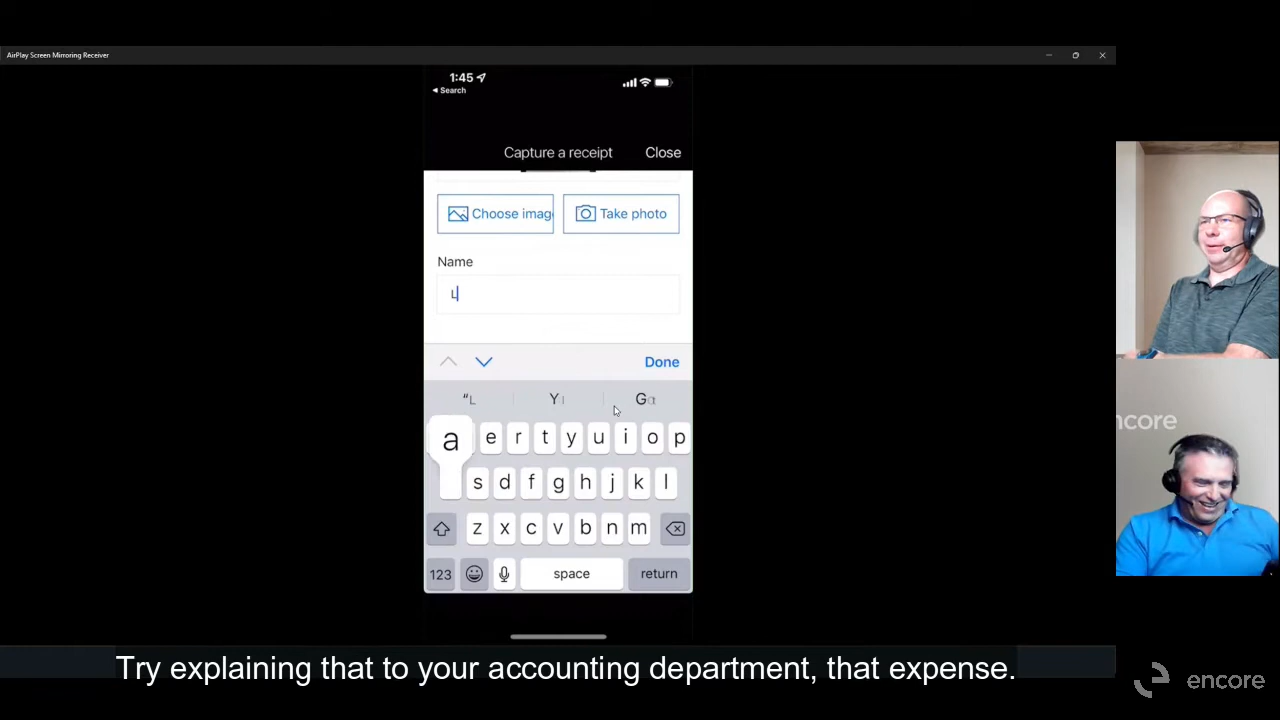 AirPlay Screen Mirroring Receiver
1:45
Search
Capture a receipt
Close
Choose imag
Take photo
Name
L
Done
"L
Y
G
a e r t y u i o p
s d f g h j k l
z x c v b n m
123
space
return
ncore
Try explaining that to your accounting department, that expense.
encore